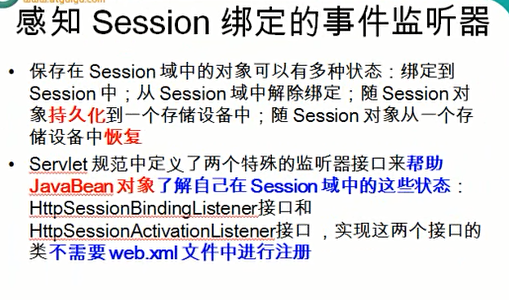 感知 Session 绑定的事件监听器
• 保存在 Session 域中的对象可以有多种状态：绑定到
Session 中；从 Session 域中解除绑定；随 Session 对
象持久化到一个存储设备中；随 Session 对象从一个存
储设备中恢复
• Servlet 规范中定义了两个特殊的监听器接口来帮助
JavaBean 对象了解自己在 Session 域中的这些状态：
HttpSessionBindingListener接口和
HttpSessionActivationListener接口 ，实现这两个接口的
类不需要 web.xml 文件中进行注册